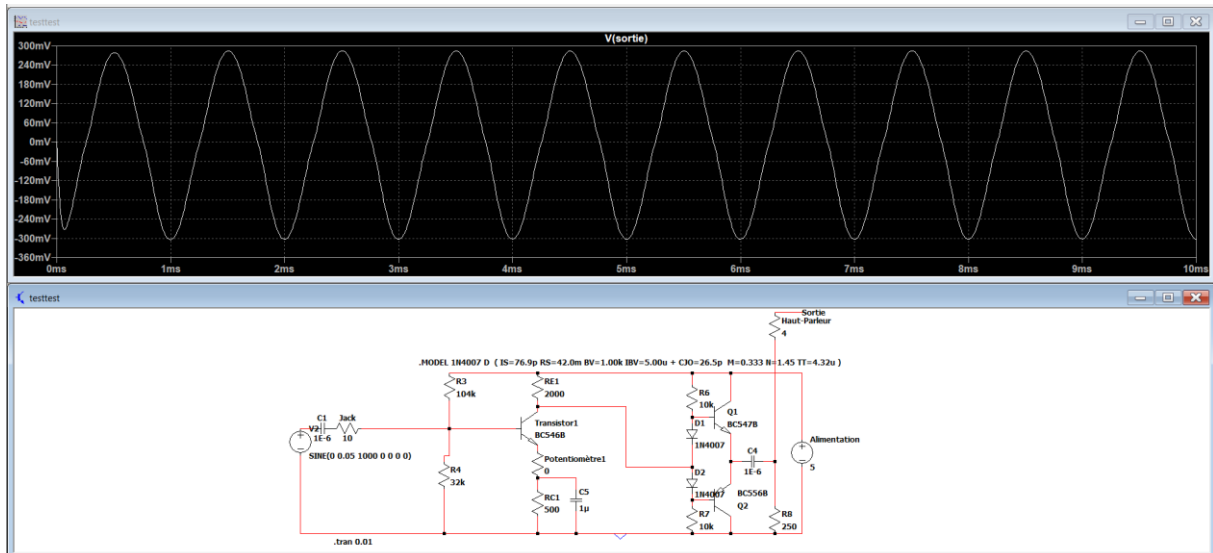 testtest
V(sortie)
300mV
240mV
180mV
120mV
60mV
0mV
-60mV
-120mV
-180mV
-240mV
-300mV
-360mV
0ms 1ms 2ms 3ms 4ms 5ms 6ms 7ms 8ms 9ms 10ms
testtest
Sortie
Haut-Parleur
4
.MODEL 1N4007 D ( IS=76.9p RS=42.0m BV=1.00k IBV=5.00u + CJO=26.5p M=0.333 N=1.45 TT=4.32u )
R3
104k
RE1
2000
R6
10k
Q1
BC547B
D1
1N4007
C1
1E-6
Jack
10
V2
SINE(0 0.05 1000 0 0 0 0)
Transistor1
BC546B
Alimentation
5
Potentiomètre1
0
C4
1E-6
D2
1N4007
R4
32k
RC1
500
C5
1µ
BC556B
Q2
R7
10k
R8
250
.tran 0.01